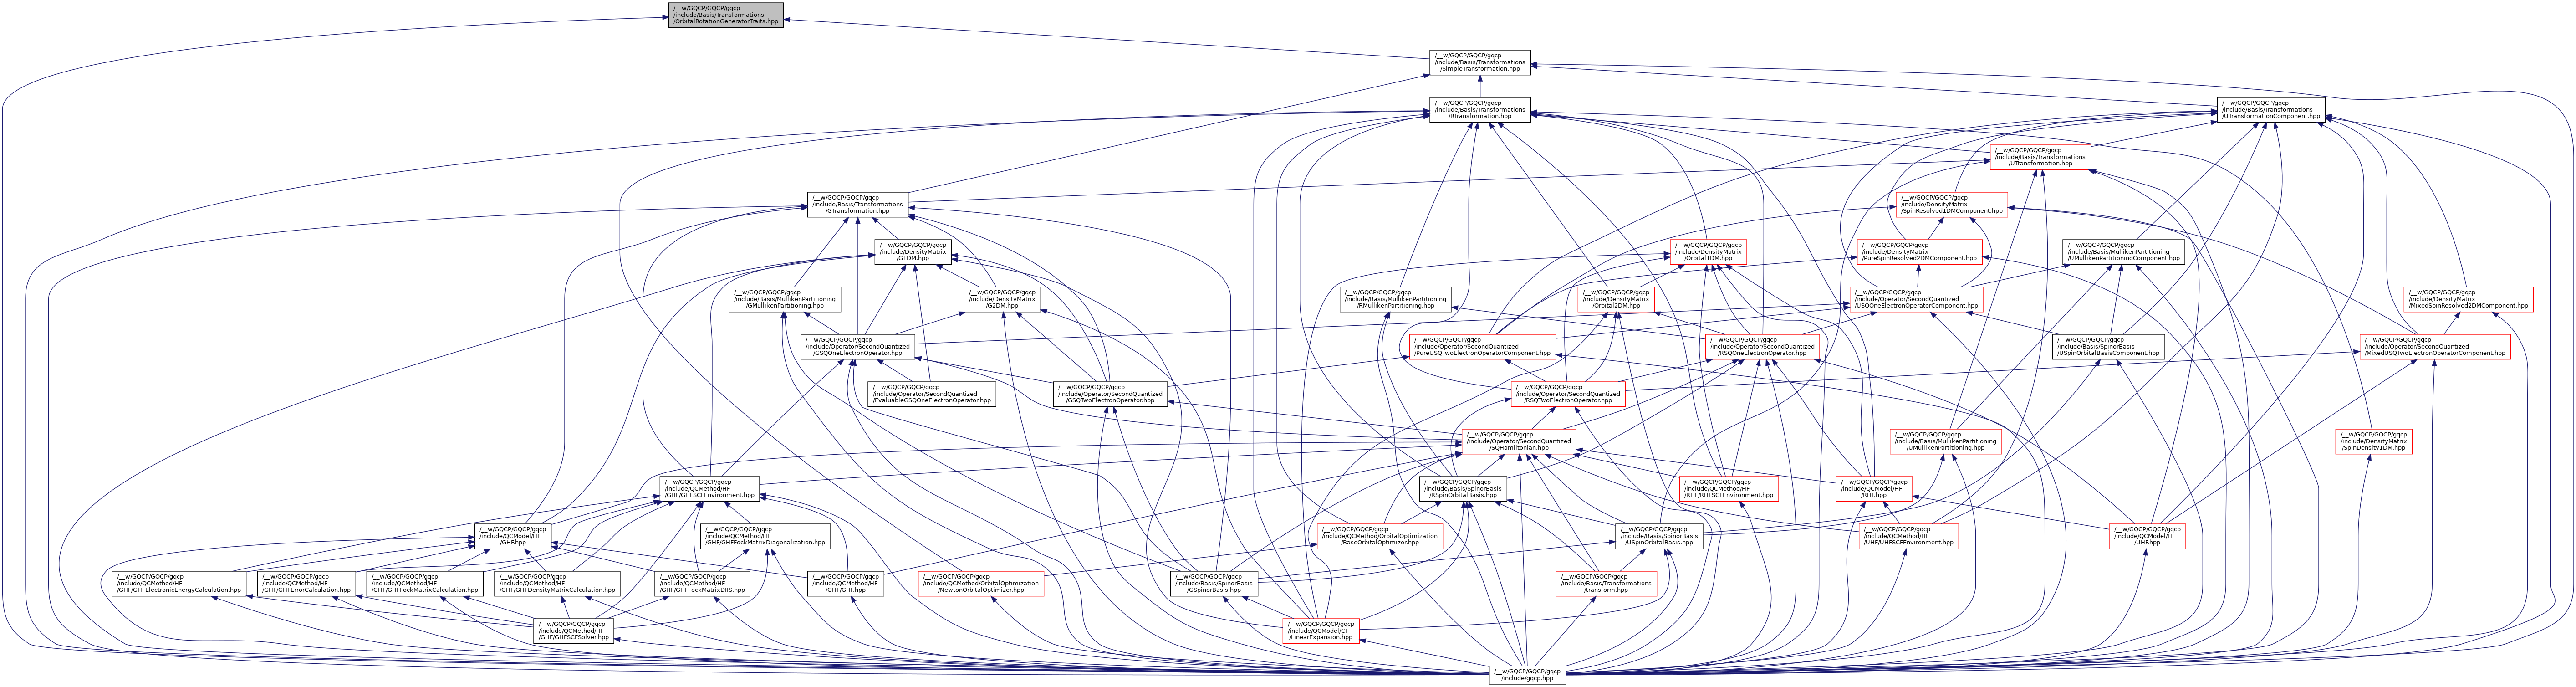 /__w/GQCP/GQCP/gqcp
/include/Basis/Transformations
/OrbitalRotationGeneratorTraits.hpp
/__w/GQCP/GQCP/gqcp
/include/Basis/Transformations
/SimpleTransformation.hpp
/__w/GQCP/GQCP/gqcp
/include/Basis/Transformations
/RTransformation.hpp
/__w/GQCP/GQCP/gqcp
/include/Basis/Transformations
/UTransformationComponent.hpp
/__w/GQCP/GQCP/gqcp
/include/Basis/Transformations
/UTransformation.hpp
/__w/GQCP/GQCP/gqcp
/include/Basis/Transformations
/GTransformation.hpp
/__w/GQCP/GQCP/gqcp
/include/DensityMatrix
/SpinResolved1DMComponent.hpp
/__w/GQCP/GQCP/gqcp
/include/DensityMatrix
/G1DM.hpp
/__w/GQCP/GQCP/gqcp
/include/DensityMatrix
/Orbital1DM.hpp
/__w/GQCP/GQCP/gqcp
/include/DensityMatrix
/PureSpinResolved2DMComponent.hpp
/__w/GQCP/GQCP/gqcp
/include/Basis/MullikenPartitioning
/UMullikenPartitioningComponent.hpp
/__w/GQCP/GQCP/gqcp
/include/Basis/MullikenPartitioning
/GMullikenPartitioning.hpp
/__w/GQCP/GQCP/gqcp
/include/DensityMatrix
/G2DM.hpp
/__w/GQCP/GQCP/gqcp
/include/Basis/MullikenPartitioning
/RMullikenPartitioning.hpp
/__w/GQCP/GQCP/gqcp
/include/DensityMatrix
/Orbital2DM.hpp
/__w/GQCP/GQCP/gqcp
/include/Operator/SecondQuantized
/USQOneElectronOperatorComponent.hpp
/__w/GQCP/GQCP/gqcp
/include/DensityMatrix
/MixedSpinResolved2DMComponent.hpp
/__w/GQCP/GQCP/gqcp
/include/Operator/SecondQuantized
/GSQOneElectronOperator.hpp
/__w/GQCP/GQCP/gqcp
/include/Operator/SecondQuantized
/PureUSQTwoElectronOperatorComponent.hpp
/__w/GQCP/GQCP/gqcp
/include/Operator/SecondQuantized
/RSQOneElectronOperator.hpp
/__w/GQCP/GQCP/gqcp
/include/Basis/SpinorBasis
/USpinOrbitalBasisComponent.hpp
/__w/GQCP/GQCP/gqcp
/include/Operator/SecondQuantized
/MixedUSQTwoElectronOperatorComponent.hpp
/__w/GQCP/GQCP/gqcp
/include/Operator/SecondQuantized
/EvaluableGSQOneElectronOperator.hpp
/__w/GQCP/GQCP/gqcp
/include/Operator/SecondQuantized
/GSQTwoElectronOperator.hpp
/__w/GQCP/GQCP/gqcp
/include/Operator/SecondQuantized
/RSQTwoElectronOperator.hpp
/__w/GQCP/GQCP/gqcp
/include/Operator/SecondQuantized
/SQHamiltonian.hpp
/__w/GQCP/GQCP/gqcp
/include/Basis/MullikenPartitioning
/UMullikenPartitioning.hpp
/__w/GQCP/GQCP/gqcp
/include/DensityMatrix
/SpinDensity1DM.hpp
/__w/GQCP/GQCP/gqcp
/include/QCMethod/HF
/GHF/GHFSCFEnvironment.hpp
/__w/GQCP/GQCP/gqcp
/include/Basis/SpinorBasis
/RSpinOrbitalBasis.hpp
/__w/GQCP/GQCP/gqcp
/include/QCMethod/HF
/RHF/RHFSCFEnvironment.hpp
/__w/GQCP/GQCP/gqcp
/include/QCModel/HF
/RHF.hpp
/__w/GQCP/GQCP/gqcp
/include/QCModel/HF
/GHF.hpp
/__w/GQCP/GQCP/gqcp
/include/QCMethod/HF
/GHF/GHFFockMatrixDiagonalization.hpp
/__w/GQCP/GQCP/gqcp
/include/QCMethod/OrbitalOptimization
/BaseOrbitalOptimizer.hpp
/__w/GQCP/GQCP/gqcp
/include/Basis/SpinorBasis
/USpinOrbitalBasis.hpp
/__w/GQCP/GQCP/gqcp
/include/QCMethod/HF
/UHF/UHFSCFEnvironment.hpp
/__w/GQCP/GQCP/gqcp
/include/QCModel/HF
/UHF.hpp
/__w/GQCP/GQCP/gqcp
/include/QCMethod/HF
/GHF/GHFElectronicEnergyCalculation.hpp
/__w/GQCP/GQCP/gqcp
/include/QCMethod/HF
/GHF/GHFErrorCalculation.hpp
/__w/GQCP/GQCP/gqcp
/include/QCMethod/HF
/GHF/GHFFockMatrixCalculation.hpp
/__w/GQCP/GQCP/gqcp
/include/QCMethod/HF
/GHF/GHFDensityMatrixCalculation.hpp
/__w/GQCP/GQCP/gqcp
/include/QCMethod/HF
/GHF/GHFFockMatrixDIIS.hpp
/__w/GQCP/GQCP/gqcp
/include/QCMethod/HF
/GHF/GHF.hpp
/__w/GQCP/GQCP/gqcp
/include/QCMethod/OrbitalOptimization
/NewtonOrbitalOptimizer.hpp
/__w/GQCP/GQCP/gqcp
/include/Basis/SpinorBasis
/GSpinorBasis.hpp
/__w/GQCP/GQCP/gqcp
/include/Basis/Transformations
/transform.hpp
/__w/GQCP/GQCP/gqcp
/include/QCMethod/HF
/GHF/GHFSCFSolver.hpp
/__w/GQCP/GQCP/gqcp
/include/QCModel/CI
/LinearExpansion.hpp
/__w/GQCP/GQCP/gqcp
/include/gqcp.hpp